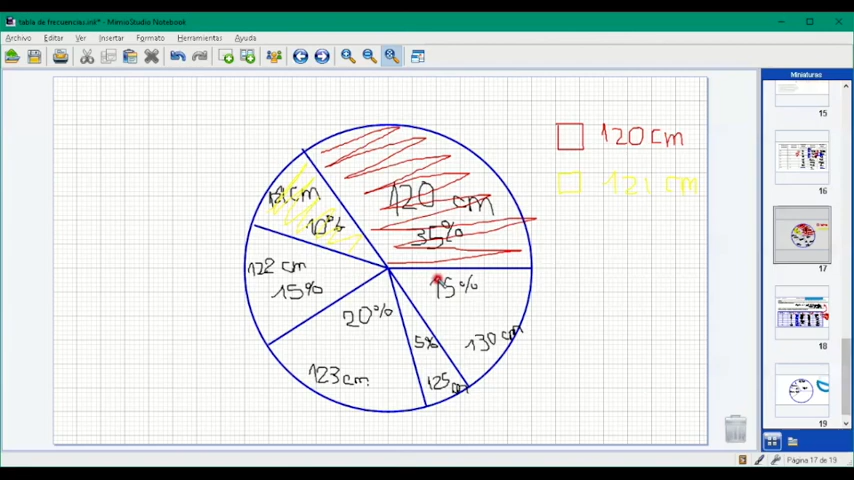 tabla de frecuencias.ink* - MimioStudio Notebook
Archivo Editar Ver Insertar Formato Herramientas Ayuda
Miniaturas
120 cm
121 cm
120 cm
35%
121 cm
10%
122 cm
15%
20%
123 cm
5%
125 cm
15%
130 cm
15
16
17
18
19
Página 17 de 19